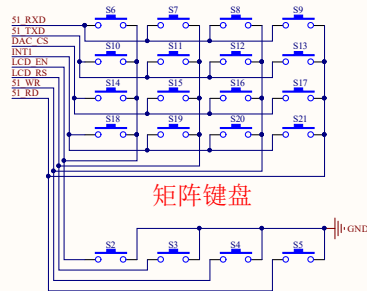 51_RXD
51_TXD
DAC_CS
INT1
LCD_EN
LCD_RS
51_WR
51_RD
S6 S7 S8 S9
S10 S11 S12 S13
S14 S15 S16 S17
S18 S19 S20 S21
矩阵键盘
GND
S2 S3 S4 S5